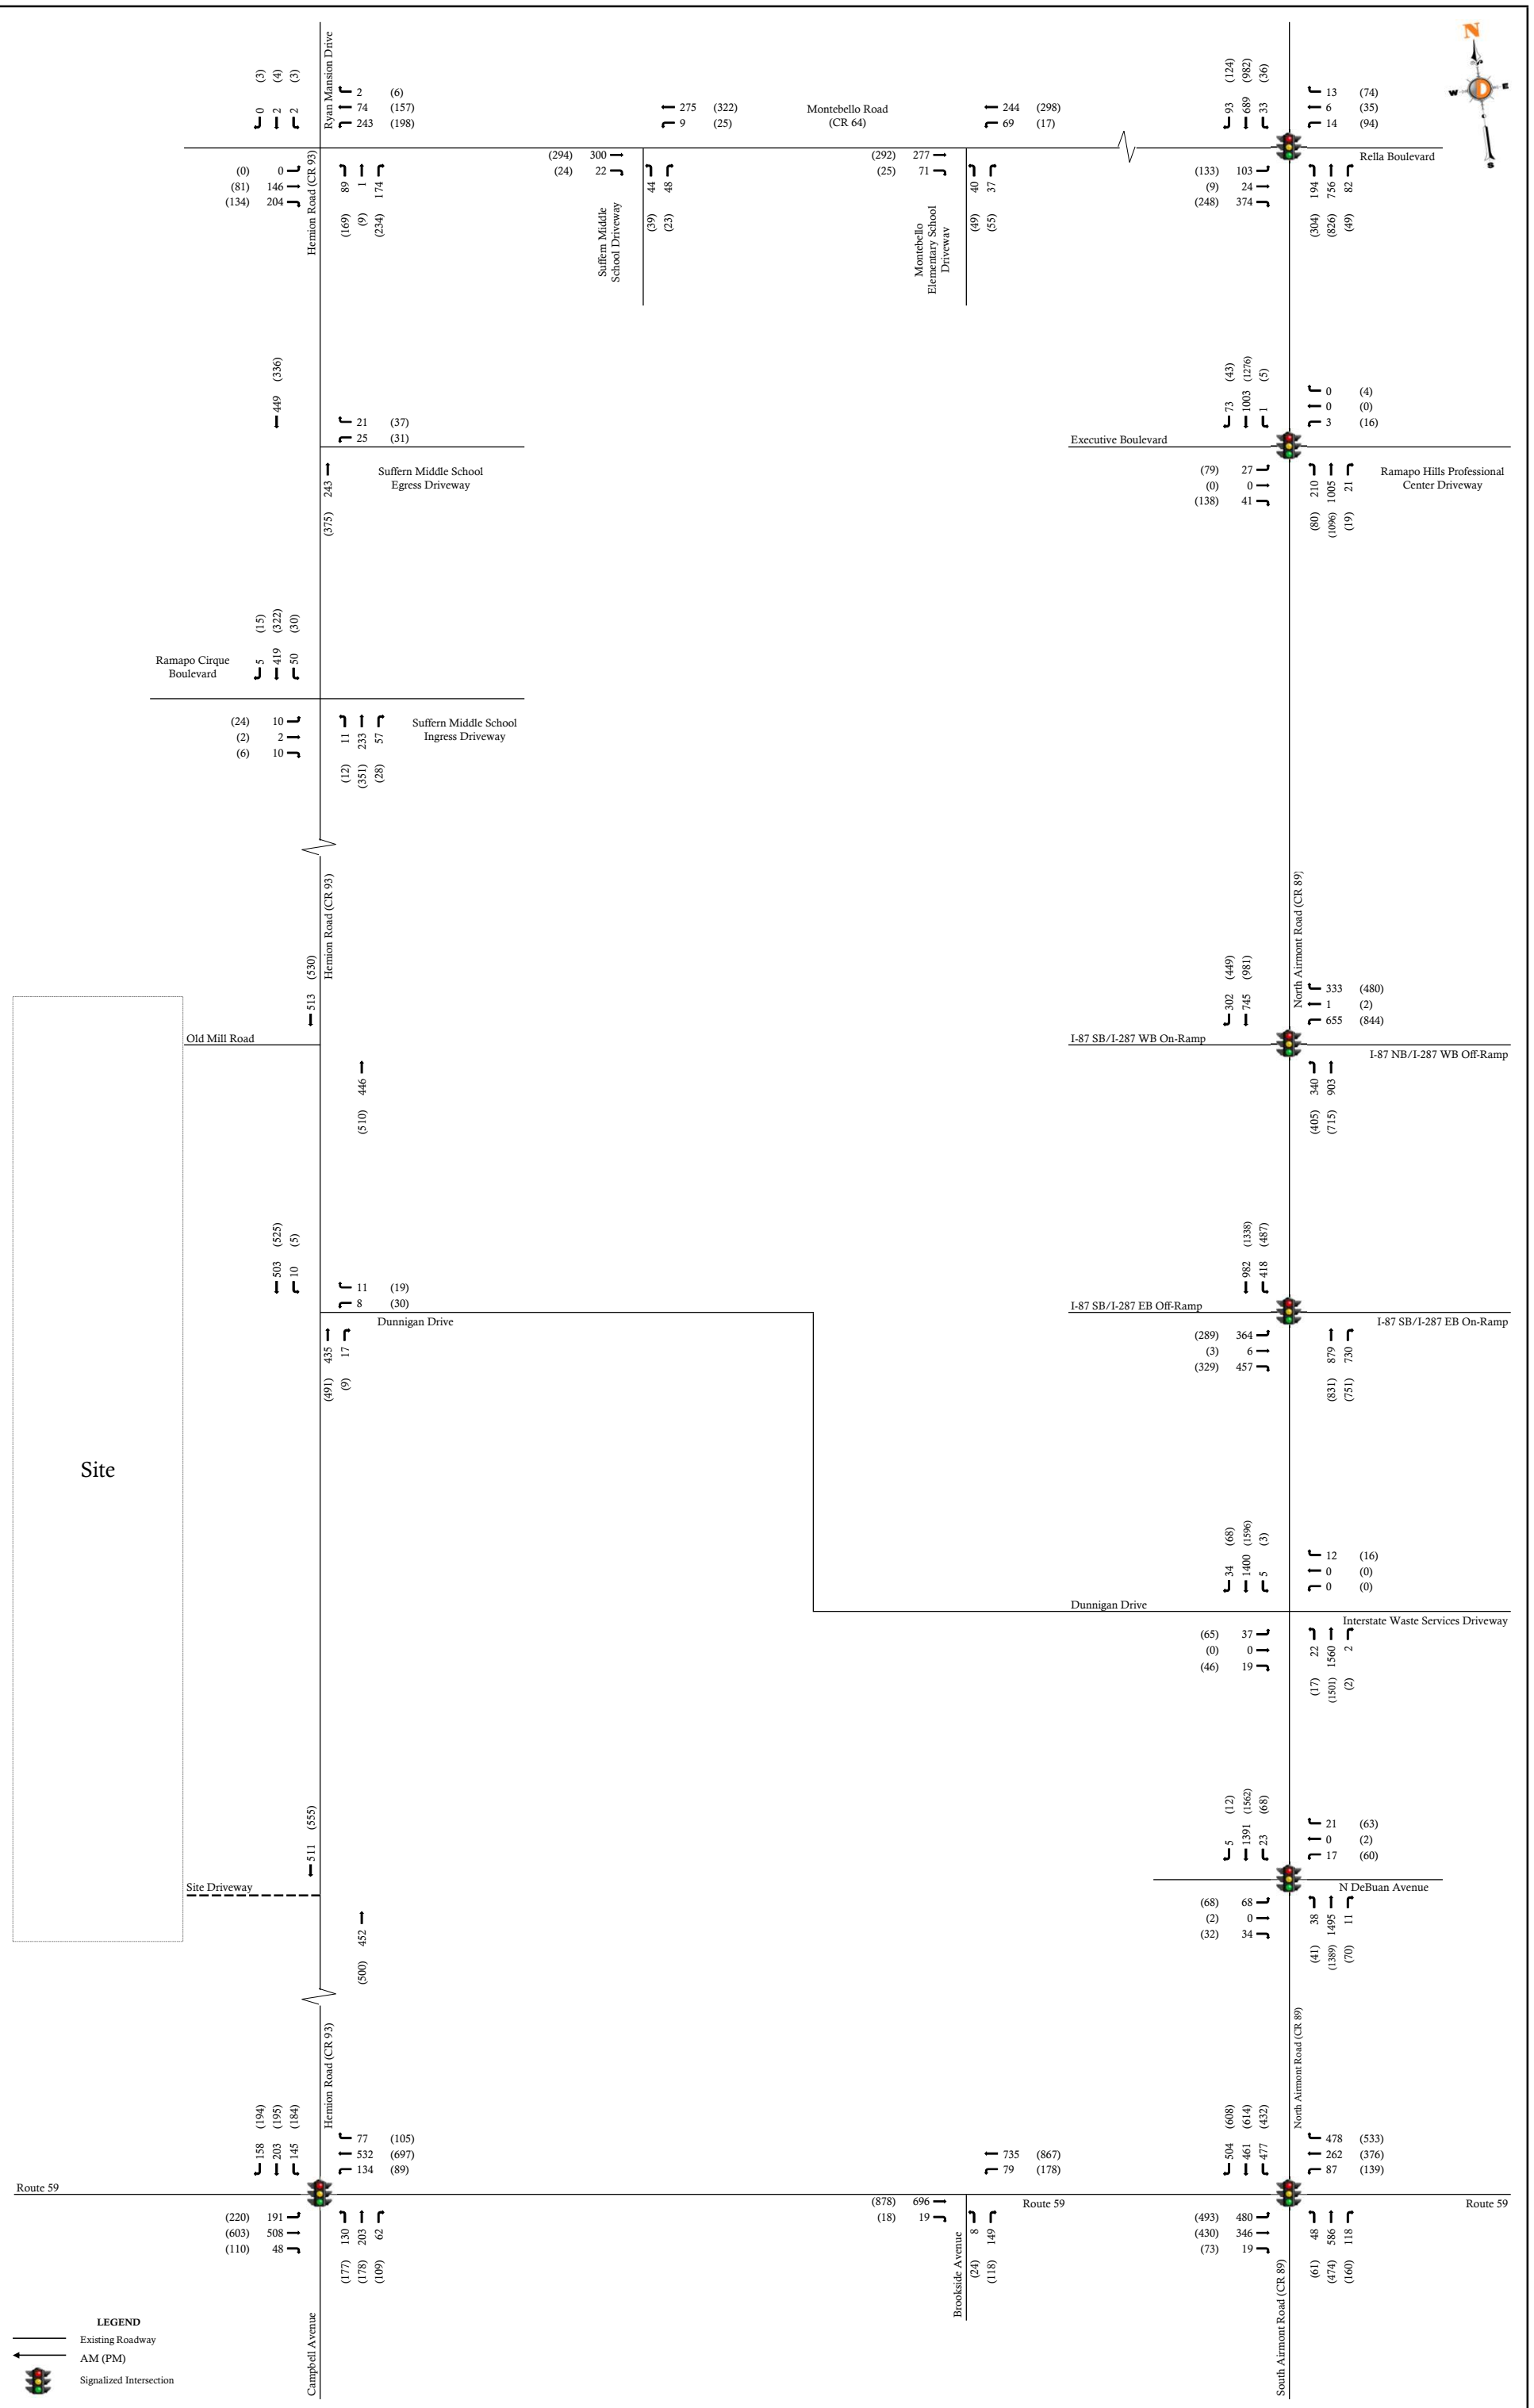 N
W
D
E
S
Ryan Mansion Drive
(3) (4) (3)
0 2 2
2 (6)
74 (157)
243 (198)
Hemion Road (CR 93)
(0) 0
(81) 146
(134) 204
89 1 174
(169) (9) (234)
275 (322)
9 (25)
Montebello Road
(CR 64)
(294) 300
(24) 22
44 48
(39) (23)
Suffern Middle
School Driveway
244 (298)
69 (17)
(292) 277
(25) 71
40 37
(49) (55)
Montebello
Elementary School
Driveway
(124) (982) (36)
93 689 33
13 (74)
6 (35)
14 (94)
Rella Boulevard
(133) 103
(9) 24
(248) 374
194 756 82
(304) (826) (49)
(336)
449
21 (37)
25 (31)
Suffern Middle School
Egress Driveway
243
(375)
(43) (1276) (5)
73 1003 1
0 (4)
0 (0)
3 (16)
Executive Boulevard
(79) 27
(0) 0
(138) 41
210 1005 21
(80) (1096) (19)
Ramapo Hills Professional
Center Driveway
(15) (322) (30)
5 419 50
Ramapo Cirque
Boulevard
(24) 10
(2) 2
(6) 10
11 233 57
(12) (351) (28)
Suffern Middle School
Ingress Driveway
Hemion Road (CR 93)
(530)
513
Old Mill Road
446
(510)
North Airmont Road (CR 89)
(449) (981)
302 745
333 (480)
1 (2)
655 (844)
I-87 SB/I-287 WB On-Ramp
I-87 NB/I-287 WB Off-Ramp
340 903
(405) (715)
(525) (5)
503 10
11 (19)
8 (30)
Dunnigan Drive
435 17
(491) (9)
(1338) (487)
982 418
I-87 SB/I-287 EB Off-Ramp
I-87 SB/I-287 EB On-Ramp
(289) 364
(3) 6
(329) 457
879 730
(831) (751)
Site
(68) (1596) (3)
34 1400 5
12 (16)
0 (0)
0 (0)
Dunnigan Drive
Interstate Waste Services Driveway
(65) 37
(0) 0
(46) 19
22 1560 2
(17) (1501) (2)
(555)
511
Site Driveway
452
(500)
(12) (1562) (68)
5 1391 23
21 (63)
0 (2)
17 (60)
N DeBuan Avenue
(68) 68
(2) 0
(32) 34
38 1495 11
(41) (1389) (70)
Hemion Road (CR 93)
(194) (195) (184)
158 203 145
77 (105)
532 (697)
134 (89)
Route 59
(220) 191
(603) 508
(110) 48
130 203 62
(177) (178) (109)
Campbell Avenue
735 (867)
79 (178)
(878) 696
(18) 19
8 149
(24) (118)
Route 59
Brookside Avenue
North Airmont Road (CR 89)
(608) (614) (432)
504 461 477
478 (533)
262 (376)
87 (139)
Route 59
(493) 480
(430) 346
(73) 19
48 586 118
(61) (474) (160)
South Airmont Road (CR 89)
LEGEND
Existing Roadway
AM (PM)
Signalized Intersection